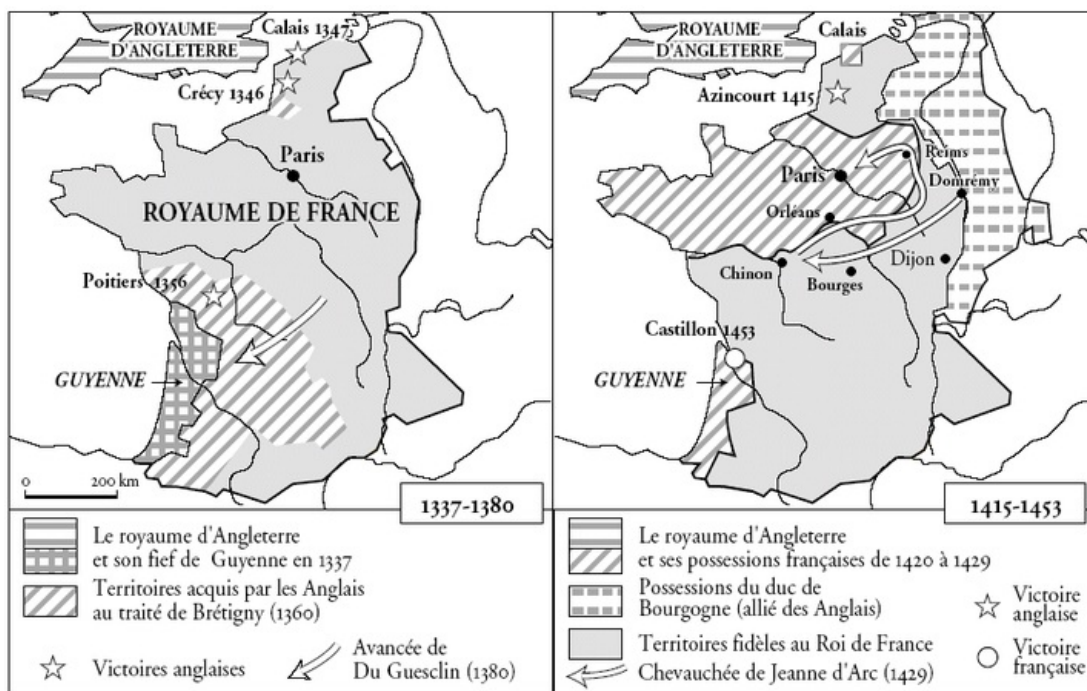 ROYAUME
D'ANGLETERRE
Calais 1347
Crécy 1346
Paris
ROYAUME DE FRANCE
Poitiers 1356
GUYENNE
0 200 km
1337-1380
Le royaume d'Angleterre
et son fief de Guyenne en 1337
Territoires acquis par les Anglais
au traité de Brétigny (1360)
Victoires anglaises
Avancée de
Du Guesclin (1380)
ROYAUME
D'ANGLETERRE
Calais
Azincourt 1415
Reims
Paris
Domrémy
Orléans
Chinon
Bourges
Dijon
Castillon 1453
GUYENNE
1415-1453
Le royaume d'Angleterre
et ses possessions françaises de 1420 à 1429
Possessions du duc de
Bourgogne (allié des Anglais)
Territoires fidèles au Roi de France
Chevauchée de Jeanne d'Arc (1429)
Victoire
anglaise
Victoire
française